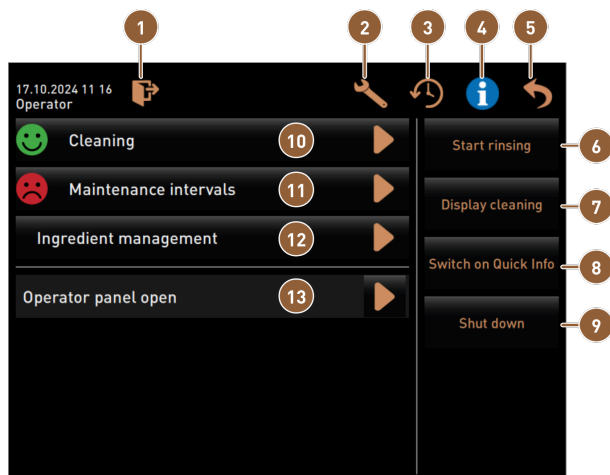 1
2
3
4
5
17.10.2024 11 16
Operator
Cleaning
10
Start rinsing
6
Maintenance intervals
11
Display cleaning
7
Ingredient management
12
Switch on Quick Info
8
Operator panel open
13
Shut down
9